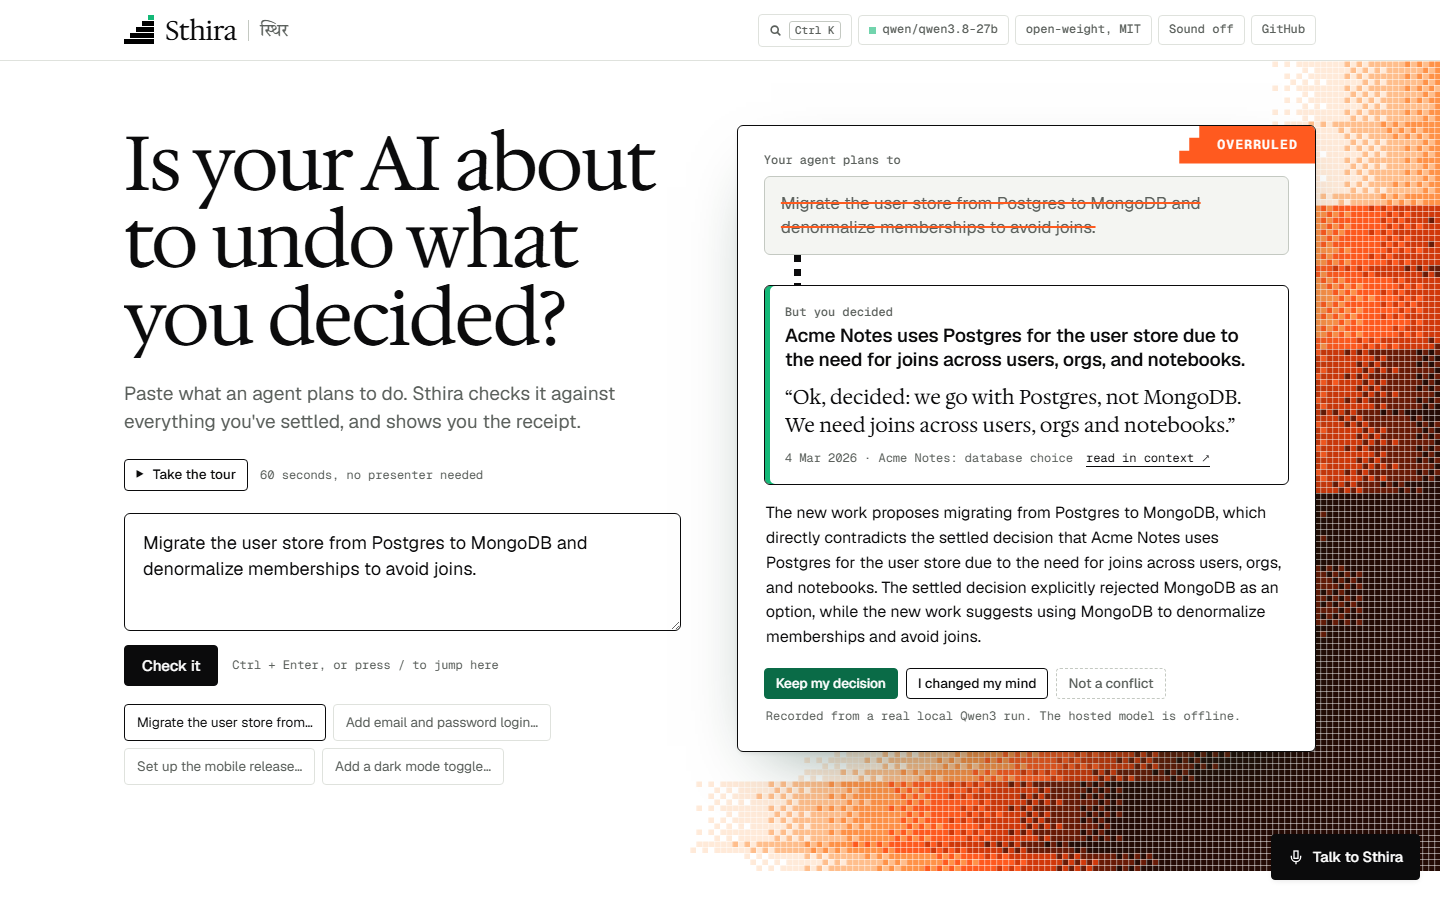 Sthira
स्थिर
Ctrl K
qwen/qwen3.8-27b
open-weight, MIT
Sound off
GitHub
Is your AI about
to undo what
you decided?
Paste what an agent plans to do. Sthira checks it against
everything you've settled, and shows you the receipt.
Take the tour
60 seconds, no presenter needed
Migrate the user store from Postgres to MongoDB and
denormalize memberships to avoid joins.
Check it
Ctrl + Enter, or press / to jump here
Migrate the user store from…
Add email and password login…
Set up the mobile release…
Add a dark mode toggle…
OVERRULED
Your agent plans to
Migrate the user store from Postgres to MongoDB and
denormalize memberships to avoid joins.
But you decided
Acme Notes uses Postgres for the user store due to
the need for joins across users, orgs, and notebooks.
“Ok, decided: we go with Postgres, not MongoDB.
We need joins across users, orgs and notebooks.”
4 Mar 2026 · Acme Notes: database choice read in context ↗
The new work proposes migrating from Postgres to MongoDB, which
directly contradicts the settled decision that Acme Notes uses
Postgres for the user store due to the need for joins across users, orgs,
and notebooks. The settled decision explicitly rejected MongoDB as an
option, while the new work suggests using MongoDB to denormalize
memberships and avoid joins.
Keep my decision
I changed my mind
Not a conflict
Recorded from a real local Qwen3 run. The hosted model is offline.
Talk to Sthira